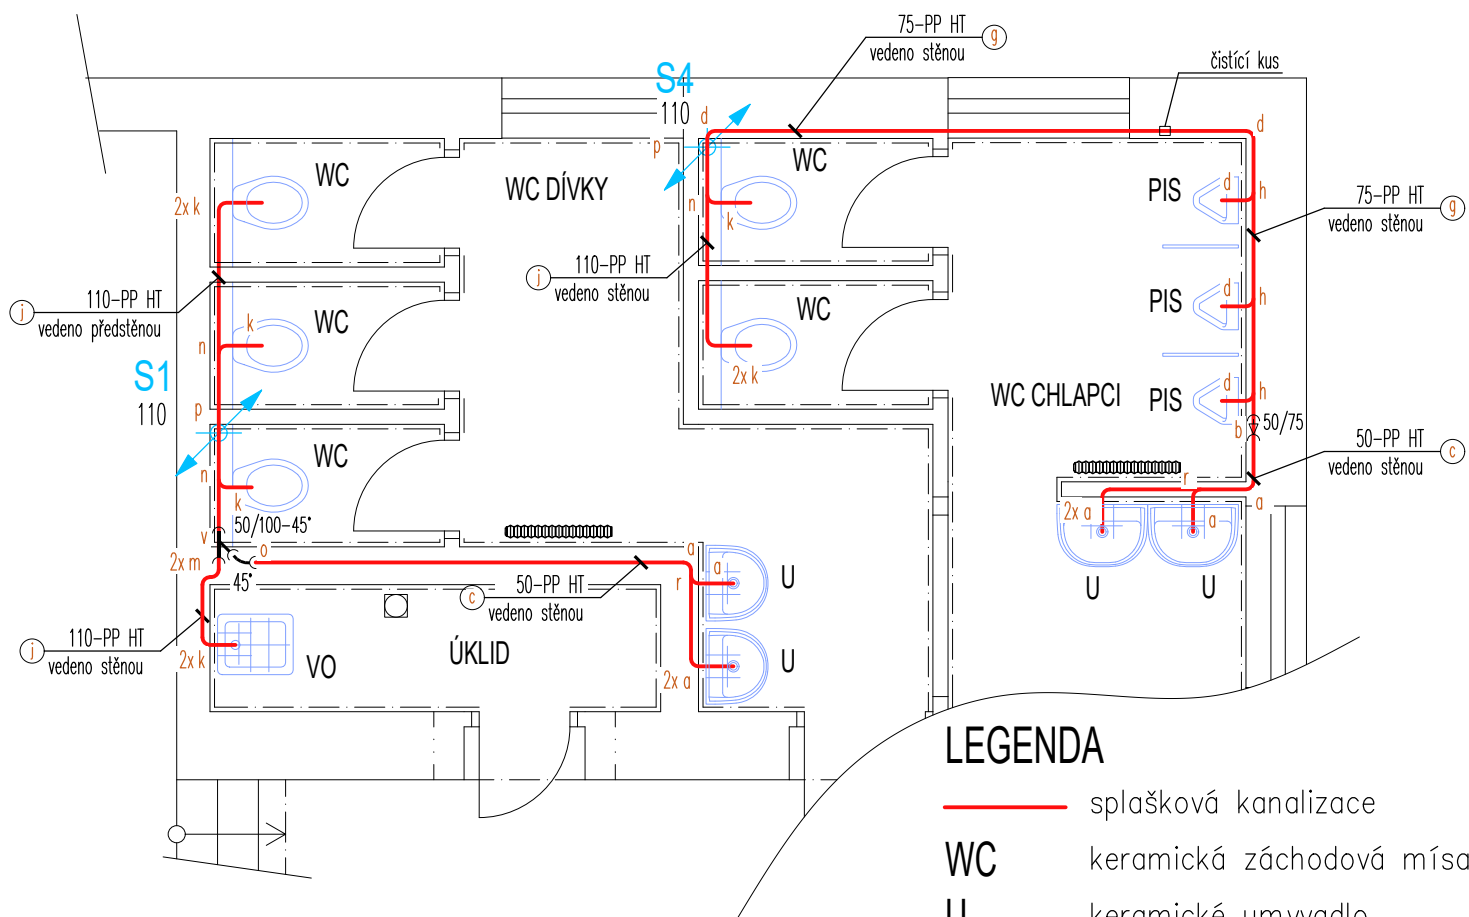 75-PP HT
vedeno stěnou
g
čistící kus
S4
110
d
d
p
WC
WC
WC DÍVKY
PIS
d
h
75-PP HT
vedeno stěnou
g
2x k
n
k
110-PP HT
vedeno stěnou
j
110-PP HT
vedeno předstěnou
j
k
WC
WC
PIS
d
h
n
S1
110
2x k
WC CHLAPCI
PIS
d
h
p
b
50/75
50-PP HT
vedeno stěnou
c
WC
n
k
r
2x a
a
a
v
50/100-45°
2x m
o
45°
a
a
r
50-PP HT
vedeno stěnou
c
U
U
U
110-PP HT
vedeno stěnou
j
2x k
VO
ÚKLID
2x a
U
LEGENDA
splašková kanalizace
WC
keramická záchodová mísa
U
keramické umyvadlo